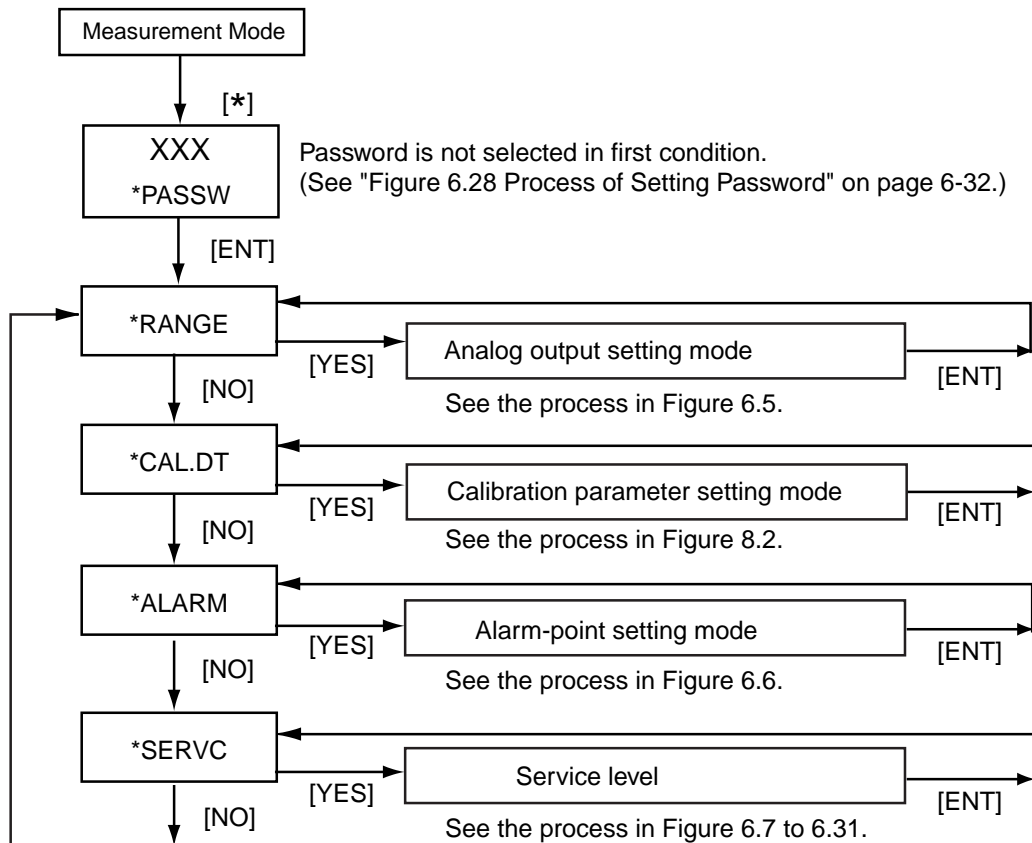 Measurement Mode
[*]
XXX
*PASSW
Password is not selected in first condition.
(See "Figure 6.28 Process of Setting Password" on page 6-32.)
[ENT]
*RANGE
[YES]
Analog output setting mode
[ENT]
[NO]
See the process in Figure 6.5.
*CAL.DT
[YES]
Calibration parameter setting mode
[ENT]
[NO]
See the process in Figure 8.2.
*ALARM
[YES]
Alarm-point setting mode
[ENT]
[NO]
See the process in Figure 6.6.
*SERVC
[YES]
Service level
[ENT]
[NO]
See the process in Figure 6.7 to 6.31.